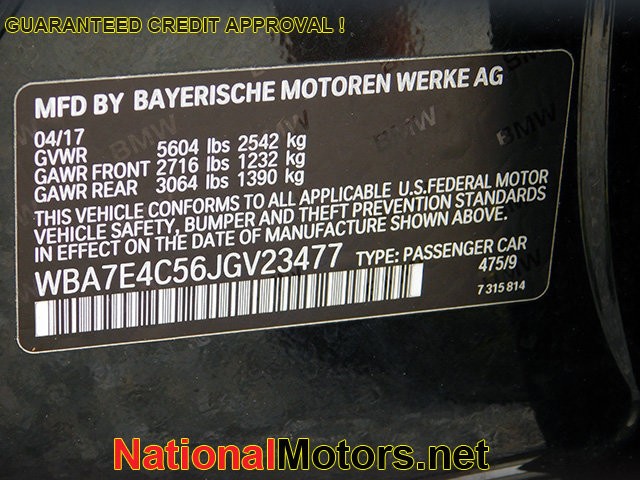 GUARANTEED CREDIT APPROVAL !
MFD BY BAYERISCHE MOTOREN WERKE AG
04/17
GVWR 5604 lbs 2542 kg
GAWR FRONT 2716 lbs 1232 kg
GAWR REAR 3064 lbs 1390 kg
THIS VEHICLE CONFORMS TO ALL APPLICABLE U.S.FEDERAL MOTOR
VEHICLE SAFETY, BUMPER AND THEFT PREVENTION STANDARDS
IN EFFECT ON THE DATE OF MANUFACTURE SHOWN ABOVE.
WBA7E4C56JGV23477 TYPE: PASSENGER CAR
475/9
7 315 814
NationalMotors.net